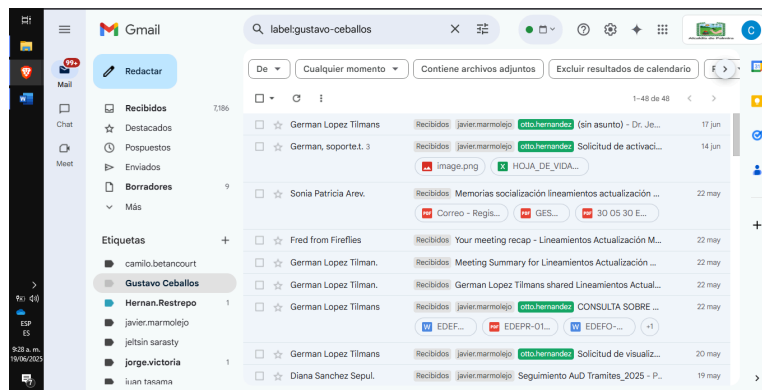 Gmail
label:gustavo-ceballos
99+
Mail
Chat
Meet
Redactar
Recibidos 7,186
Destacados
Pospuestos
Enviados
Borradores 9
Más
Etiquetas +
camilo.betancourt
Gustavo Ceballos
Hernan.Restrepo 1
javier.marmolejo
jeltsin sarasty
jorge.victoria 1
juan tasama
De
Cualquier momento
Contiene archivos adjuntos
Excluir resultados de calendario
1–48 de 48
German Lopez Tilmans Recibidos javier.marmolejo otto.hernandez (sin asunto) - Dr. Je... 17 jun
German, soporte.t. 3 Recibidos javier.marmolejo otto.hernandez Solicitud de activaci... 14 jun
image.png HOJA_DE_VIDA...
Sonia Patricia Arev. Recibidos Memorias socialización lineamientos actualización ... 22 may
PDF Correo - Regis... PDF GES... PDF 30 05 30 E...
Fred from Fireflies Recibidos Your meeting recap - Lineamientos Actualización M... 22 may
German Lopez Tilman. Recibidos Meeting Summary for Lineamientos Actualización ... 22 may
German Lopez Tilman. Recibidos German Lopez Tilmans shared Lineamientos Actual... 22 may
German Lopez Tilmans Recibidos javier.marmolejo otto.hernandez CONSULTA SOBRE ... 22 may
W EDEF... PDF EDEPR-01... W EDEFO-... +1
German Lopez Tilmans Recibidos javier.marmolejo otto.hernandez Solicitud de visualiz... 20 may
Diana Sanchez Sepul. Recibidos javier.marmolejo Seguimiento AuD Tramites_2025 - P... 19 may
C
ESP
ES
9:28 a. m.
19/06/2025